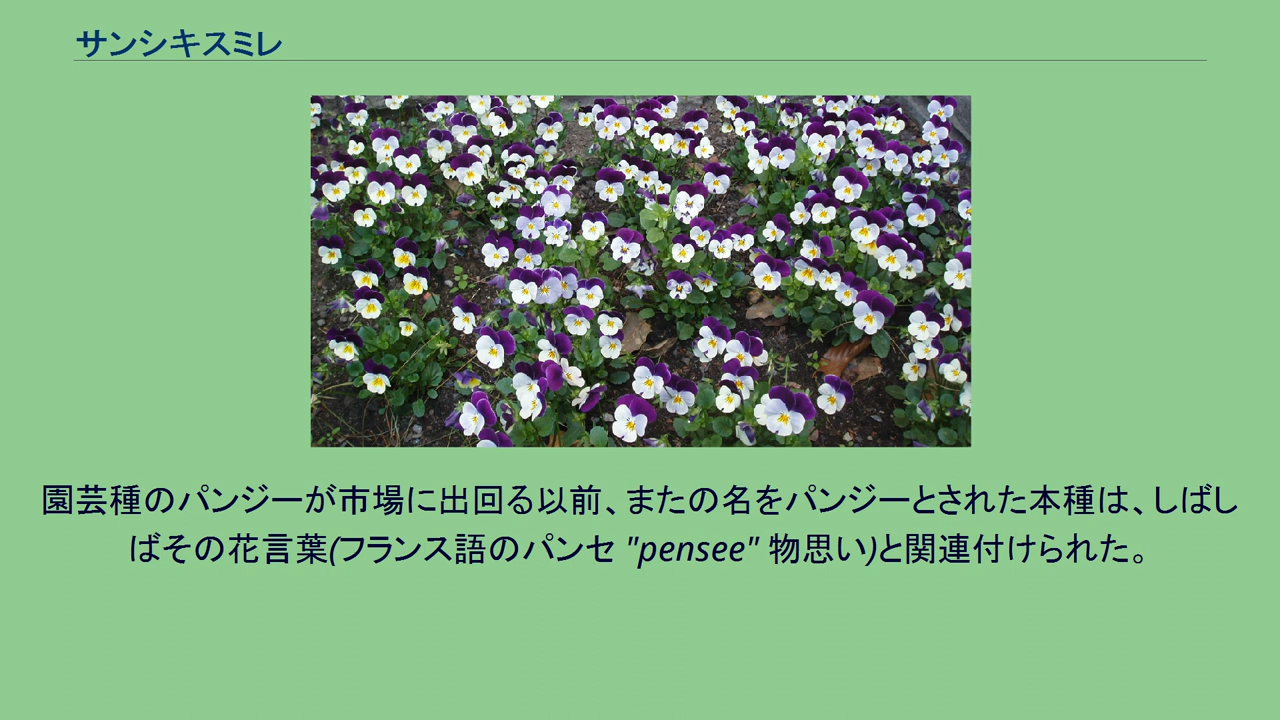 サンシキスミレ
園芸種のパンジーが市場に出回る以前、またの名をパンジーとされた本種は、しばし
ばその花言葉(フランス語のパンセ "pensee" 物思い)と関連付けられた。